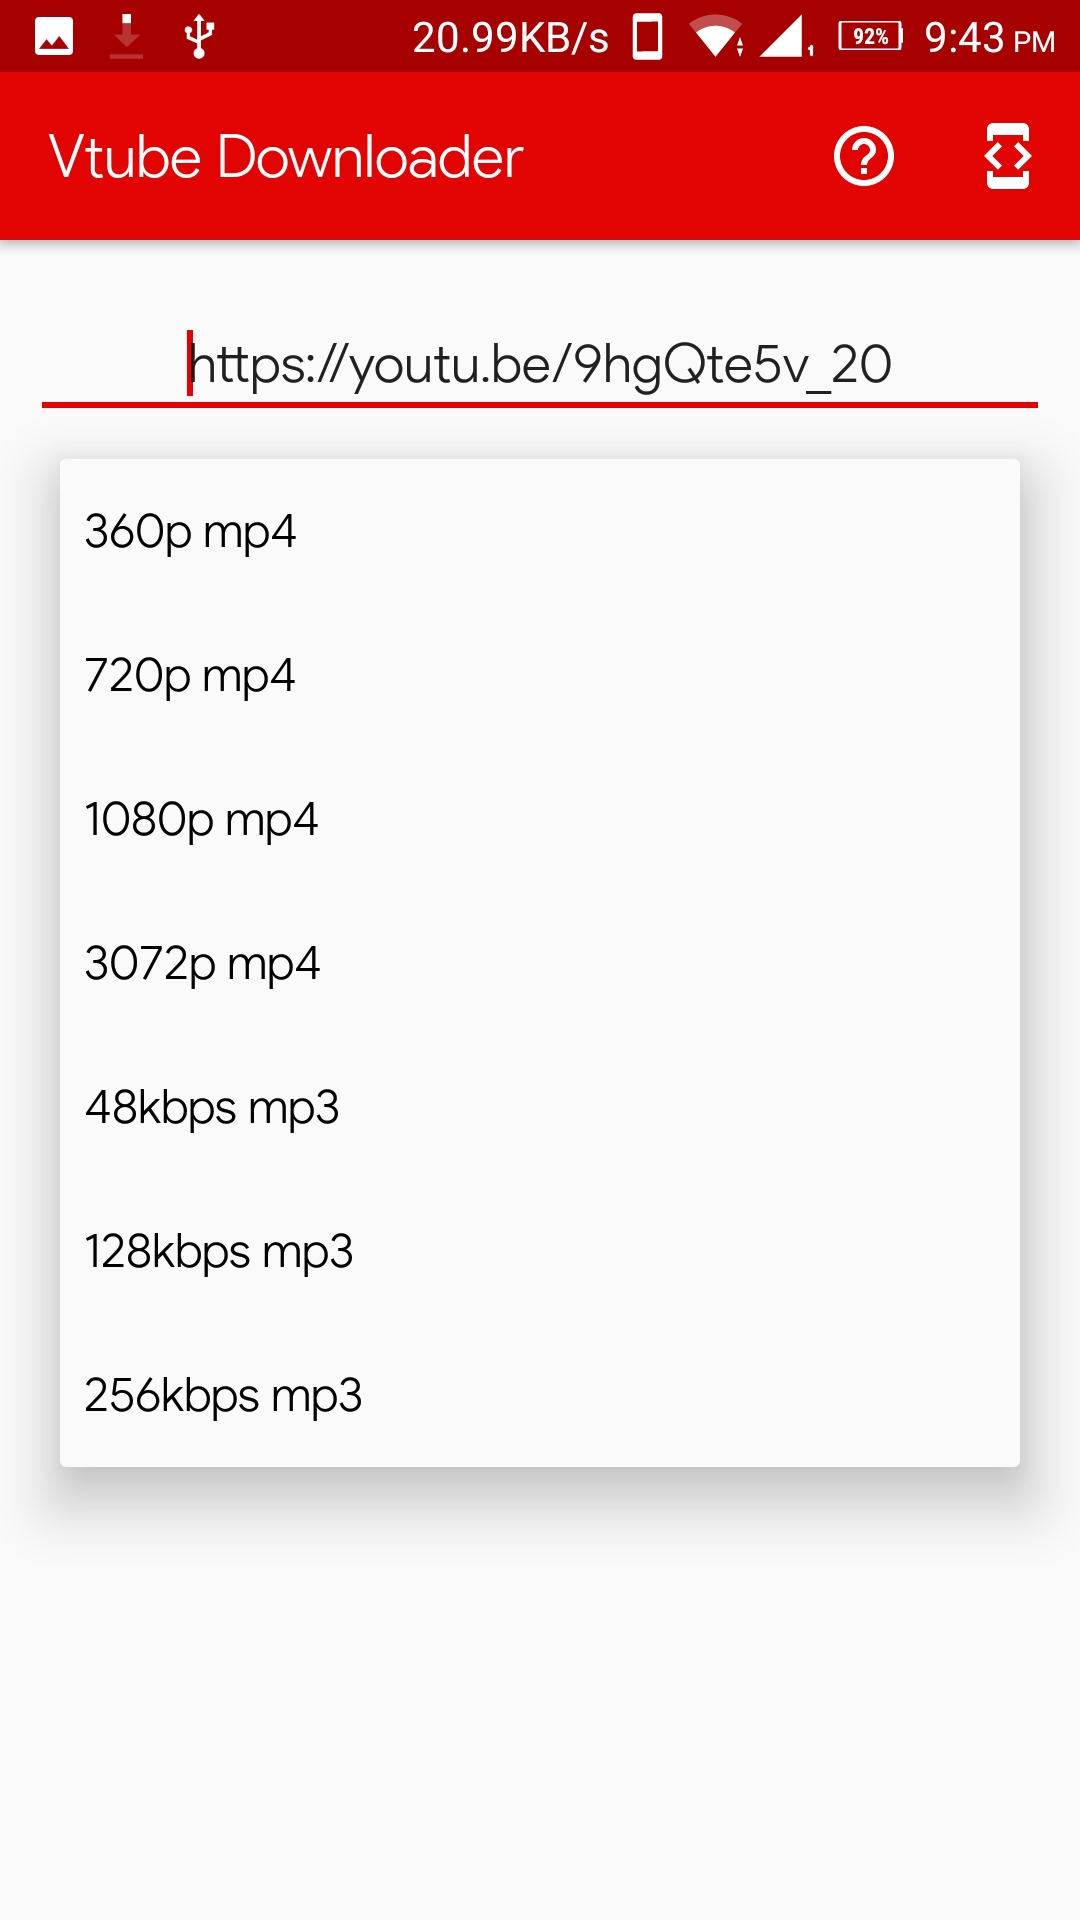 20.99KB/s 92% 9:43 PM
Vtube Downloader
https://youtu.be/9hgQte5v_20
360p mp4
720p mp4
1080p mp4
3072p mp4
48kbps mp3
128kbps mp3
256kbps mp3